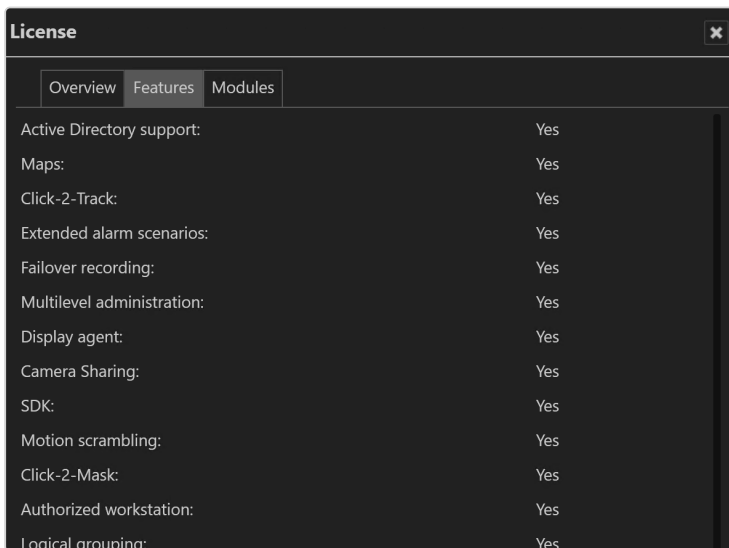 License
Overview Features Modules
Active Directory support: Yes
Maps: Yes
Click-2-Track: Yes
Extended alarm scenarios: Yes
Failover recording: Yes
Multilevel administration: Yes
Display agent: Yes
Camera Sharing: Yes
SDK: Yes
Motion scrambling: Yes
Click-2-Mask: Yes
Authorized workstation: Yes
Logical grouping: Yes